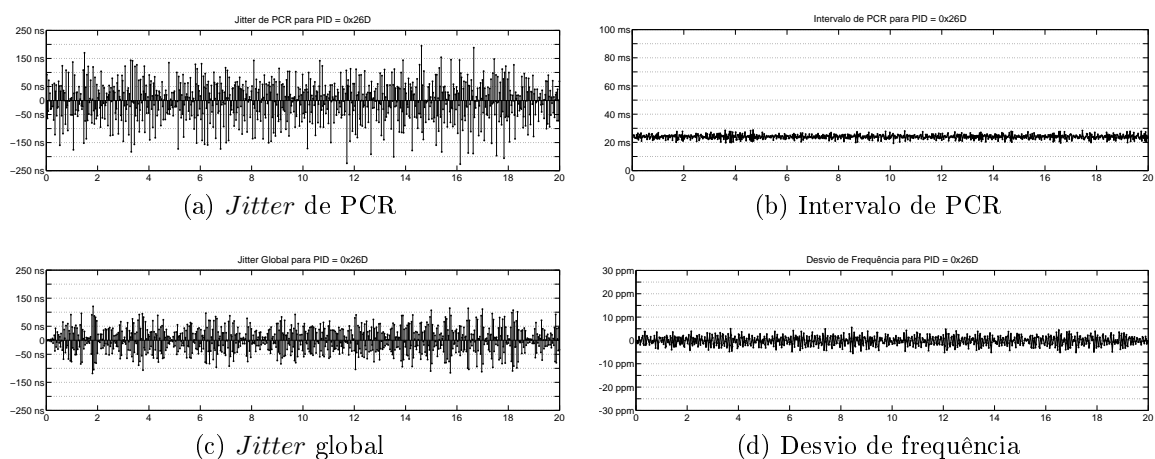 Jitter de PCR para PID = 0x26D
250 ns
150 ns
50 ns
0
−50 ns
−150 ns
−250 ns
0 2 4 6 8 10 12 14 16 18 20
(a) Jitter de PCR
Intervalo de PCR para PID = 0x26D
100 ms
80 ms
60 ms
40 ms
20 ms
0
0 2 4 6 8 10 12 14 16 18 20
(b) Intervalo de PCR
Jitter Global para PID = 0x26D
250 ns
150 ns
50 ns
0
−50 ns
−150 ns
−250 ns
0 2 4 6 8 10 12 14 16 18 20
(c) Jitter global
Desvio de Frequência para PID = 0x26D
30 ppm
20 ppm
10 ppm
0
-10 ppm
-20 ppm
-30 ppm
0 2 4 6 8 10 12 14 16 18 20
(d) Desvio de frequência